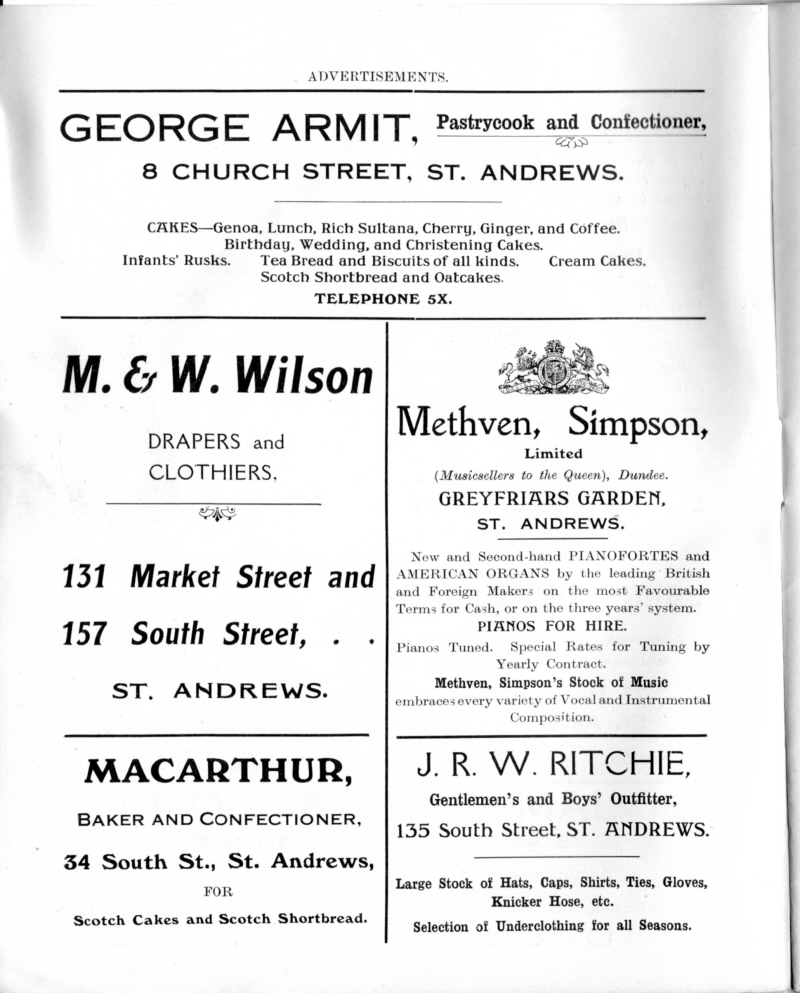 ADVERTISEMENTS.
GEORGE ARMIT, Pastrycook and Confectioner,
8 CHURCH STREET, ST. ANDREWS.
CAKES—Genoa, Lunch, Rich Sultana, Cherry, Ginger, and Coffee.
Birthday, Wedding, and Christening Cakes.
Infants' Rusks. Tea Bread and Biscuits of all kinds. Cream Cakes.
Scotch Shortbread and Oatcakes.
TELEPHONE 5X.
M. & W. Wilson
DRAPERS and
CLOTHIERS,
131 Market Street and
157 South Street, . .
ST. ANDREWS.
MACARTHUR,
BAKER AND CONFECTIONER,
34 South St., St. Andrews,
FOR
Scotch Cakes and Scotch Shortbread.
Methven, Simpson,
Limited
(Musicsellers to the Queen), Dundee.
GREYFRIARS GARDEN,
ST. ANDREWS.
New and Second-hand PIANOFORTES and
AMERICAN ORGANS by the leading British
and Foreign Makers on the most Favourable
Terms for Cash, or on the three years' system.
PIANOS FOR HIRE.
Pianos Tuned. Special Rates for Tuning by
Yearly Contract.
Methven, Simpson's Stock of Music
embraces every variety of Vocal and Instrumental
Composition.
J. R. W. RITCHIE,
Gentlemen's and Boys' Outfitter,
135 South Street, ST. ANDREWS.
Large Stock of Hats, Caps, Shirts, Ties, Gloves,
Knicker Hose, etc.
Selection of Underclothing for all Seasons.